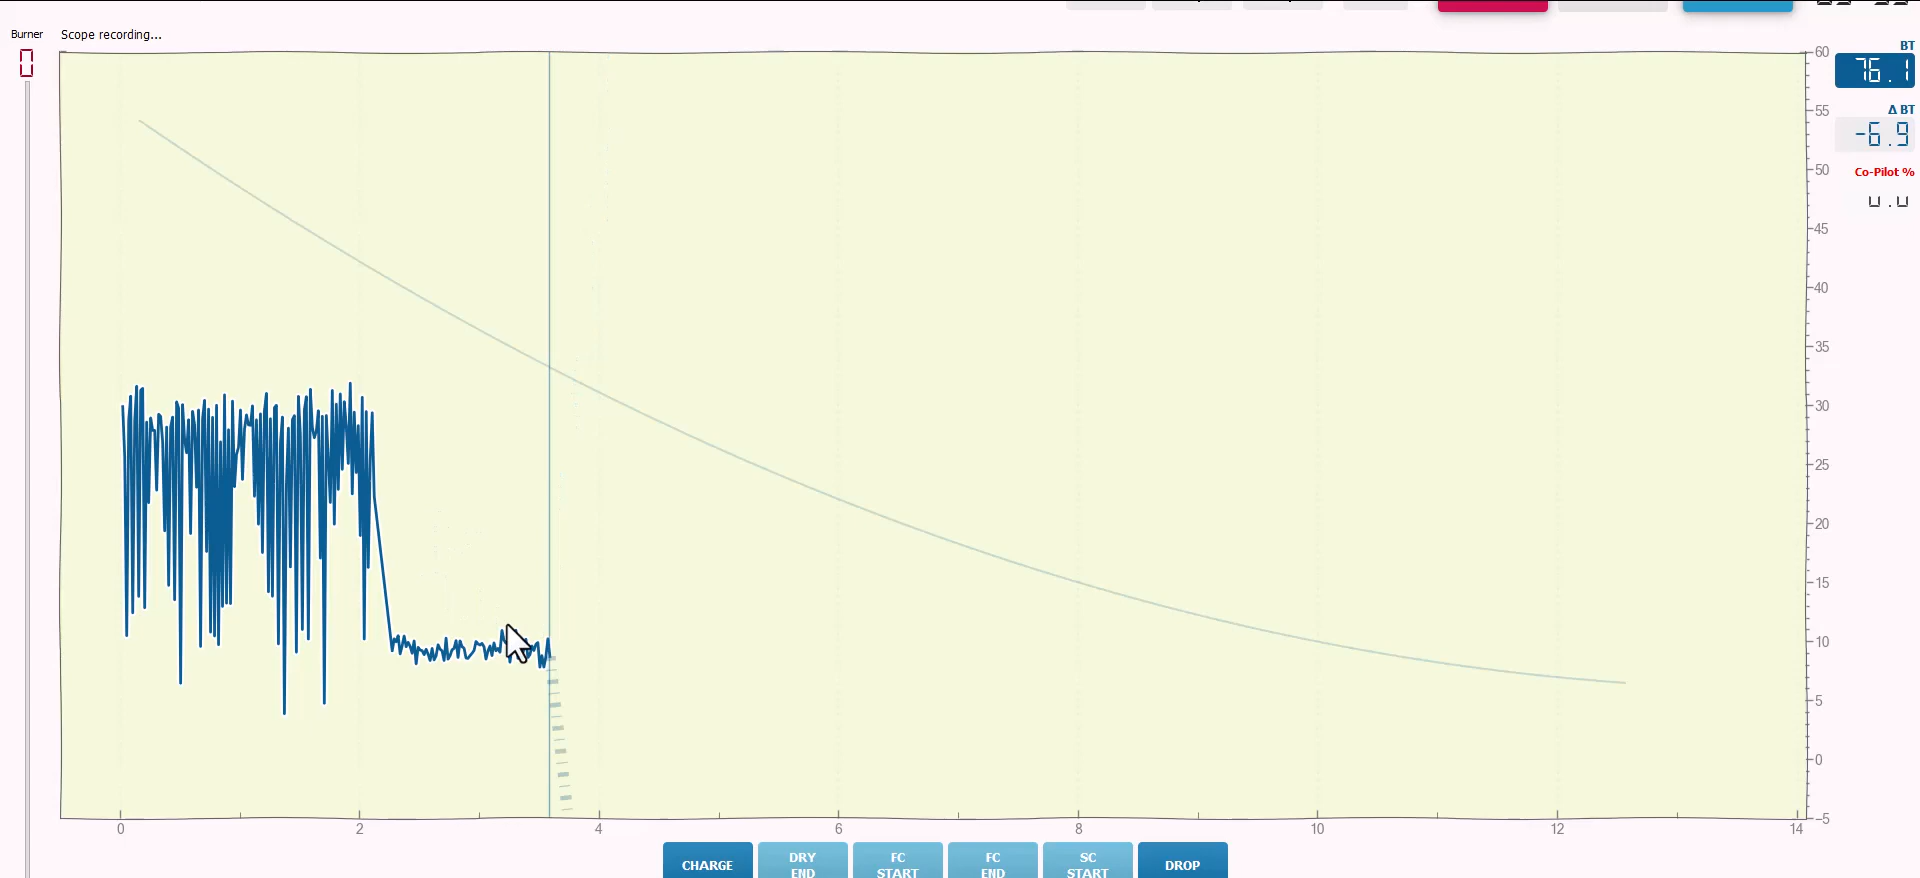 Burner
0
Scope recording...
BT
76.1
Δ BT
-6.9
Co-Pilot %
60
55
50
45
40
35
30
25
20
15
10
5
0
-5
0 2 4 6 8 10 12 14
CHARGE
DRY
END
FC
START
FC
END
SC
START
DROP